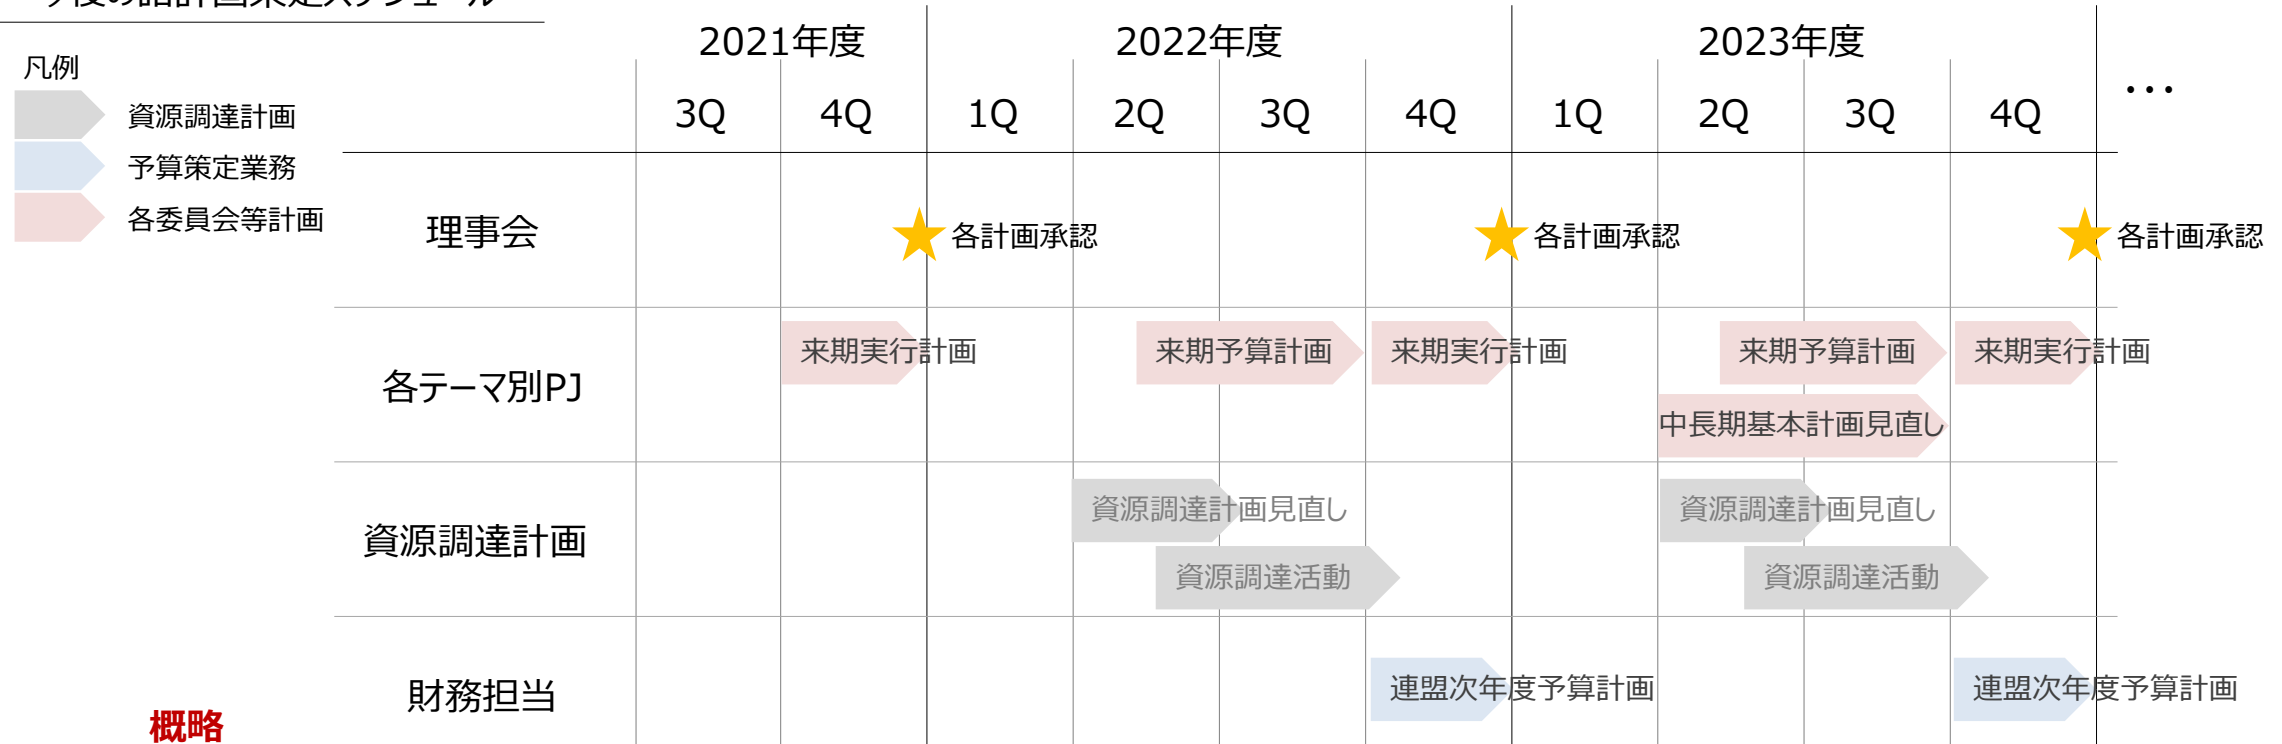 2021年度 2022年度 2023年度
凡例
3Q 4Q 1Q 2Q 3Q 4Q 1Q 2Q 3Q 4Q ・・・
資源調達計画
予算策定業務
各委員会等計画
理事会
各計画承認 各計画承認 各計画承認
各テーマ別PJ
来期実行計画 来期予算計画 来期実行計画 来期予算計画 来期実行計画
中長期基本計画見直し
資源調達計画
資源調達計画見直し 資源調達計画見直し
資源調達活動 資源調達活動
財務担当
連盟次年度予算計画 連盟次年度予算計画
概略